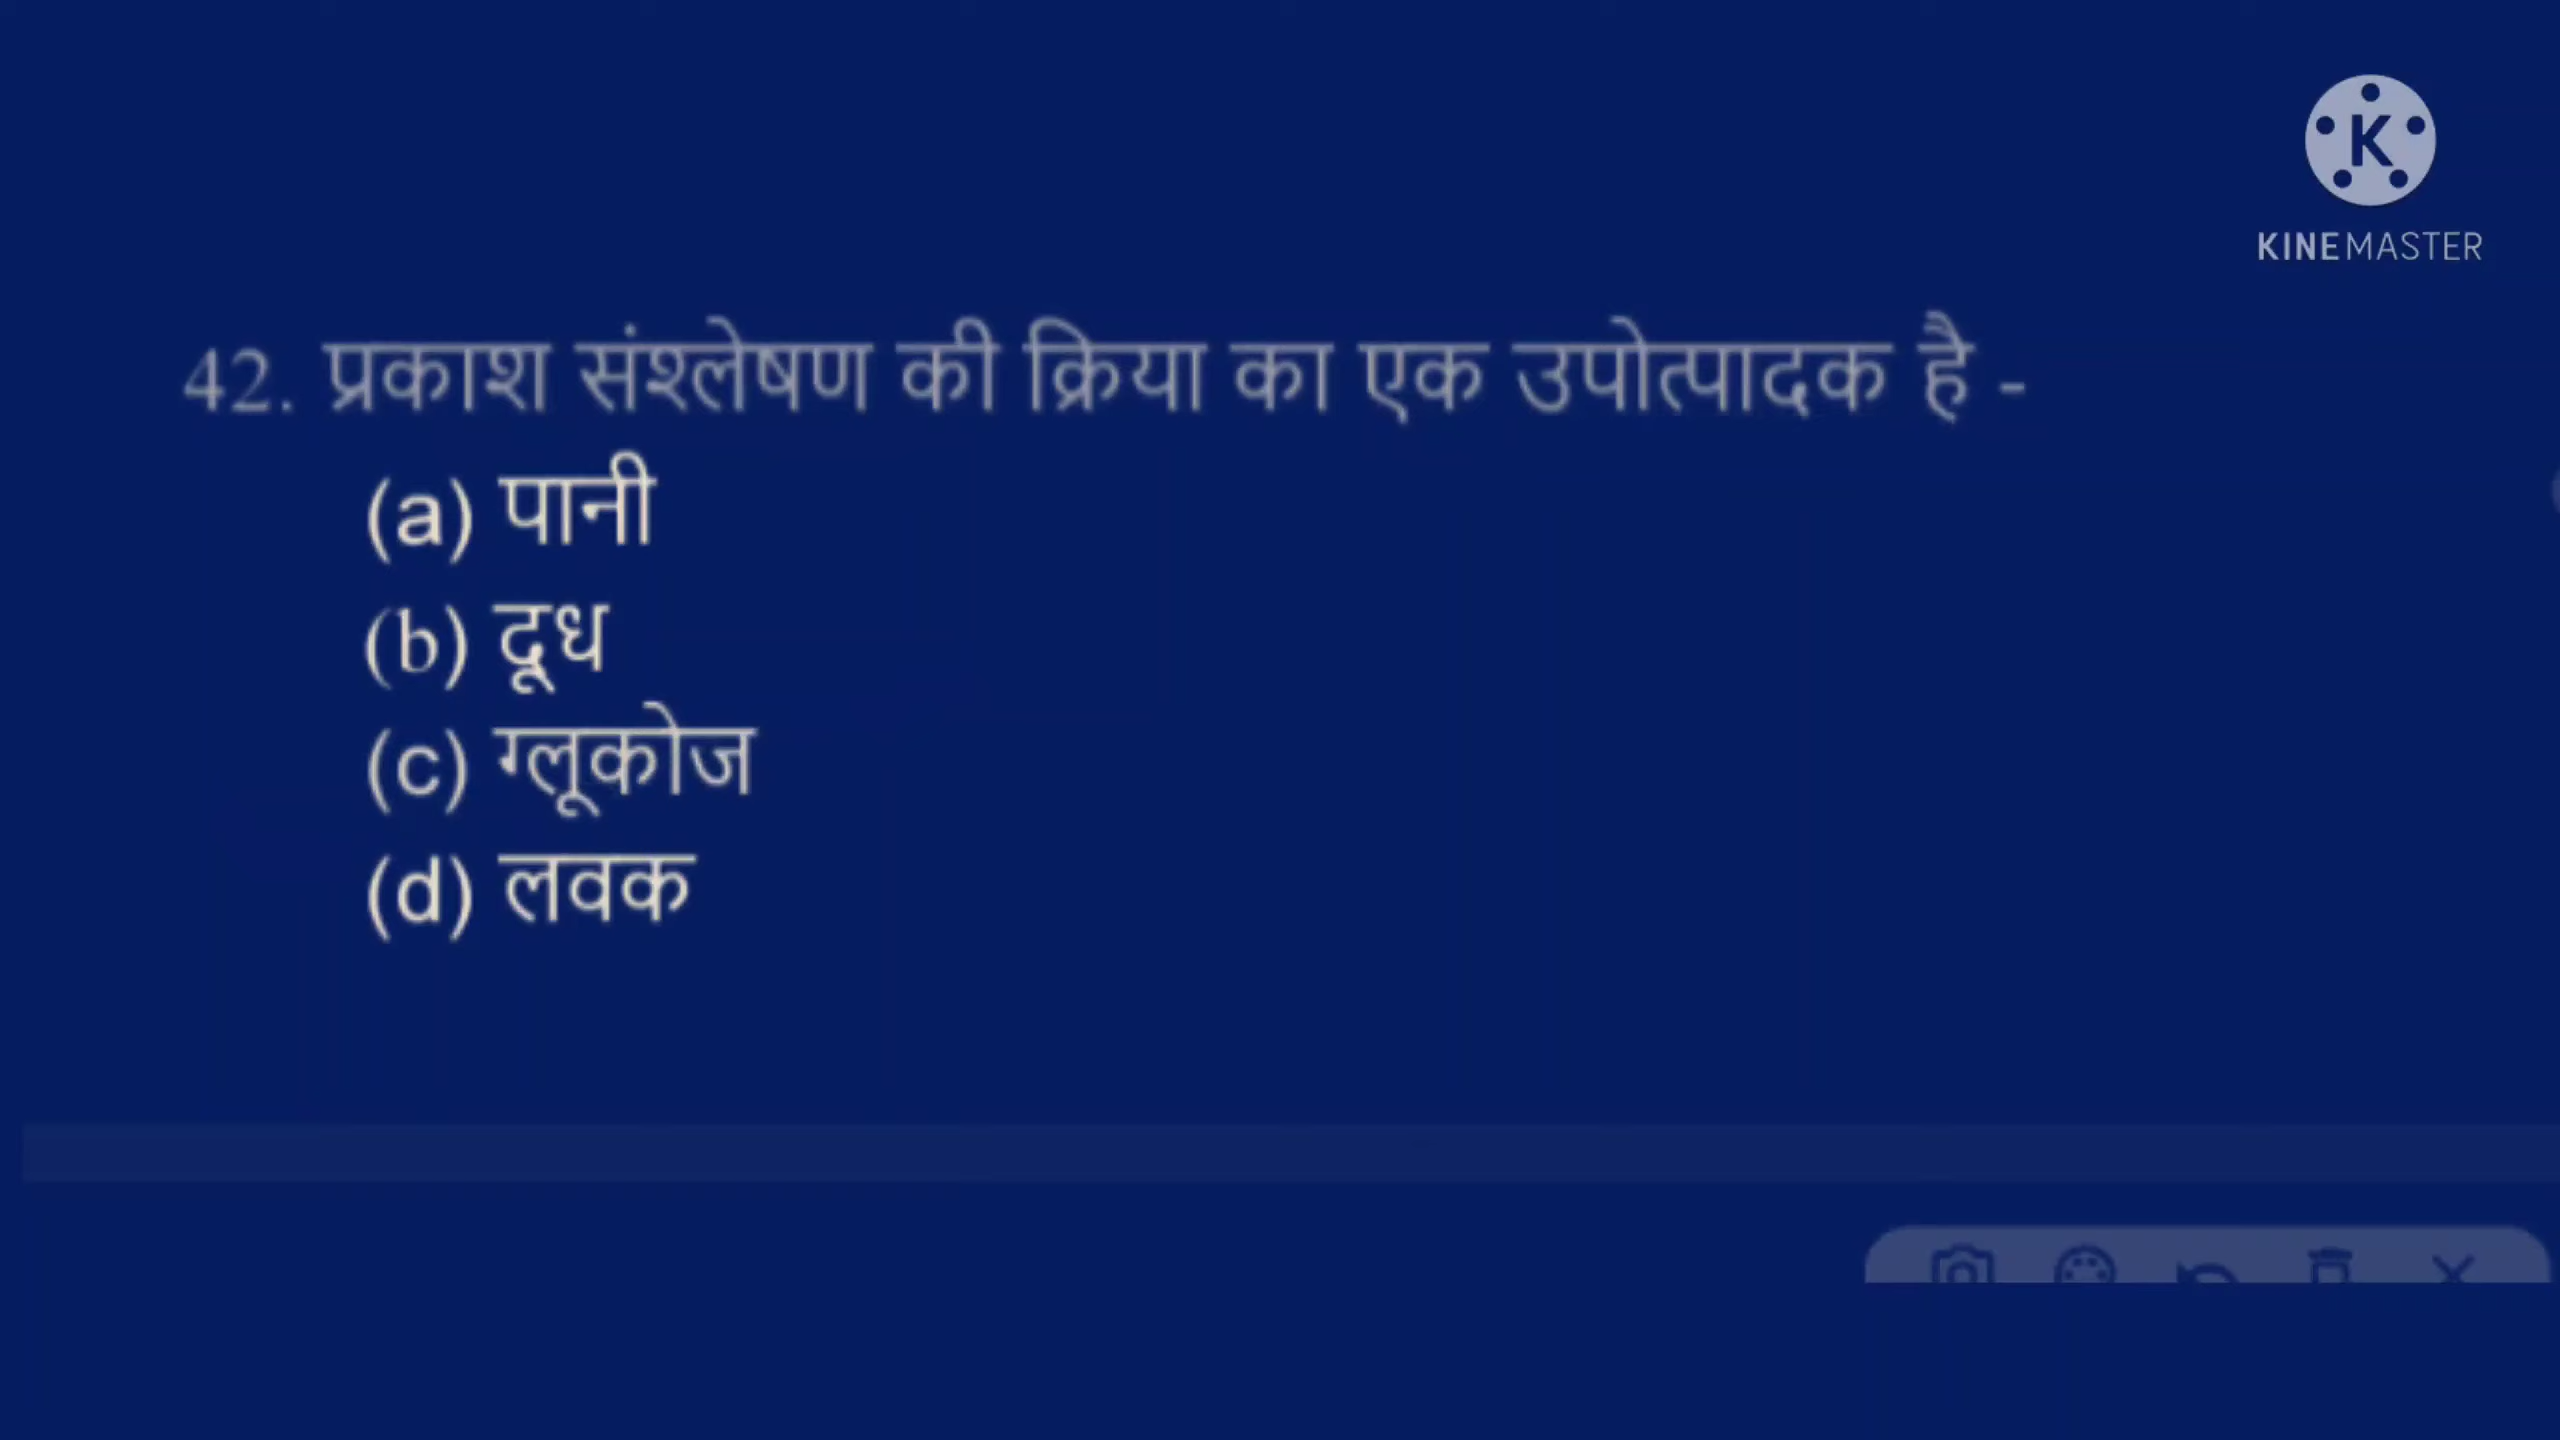 K
KINEMASTER
42. प्रकाश संश्लेषण की क्रिया का एक उपोत्पादक है -
(a) पानी
(b) दूध
(c) ग्लूकोज
(d) लवक